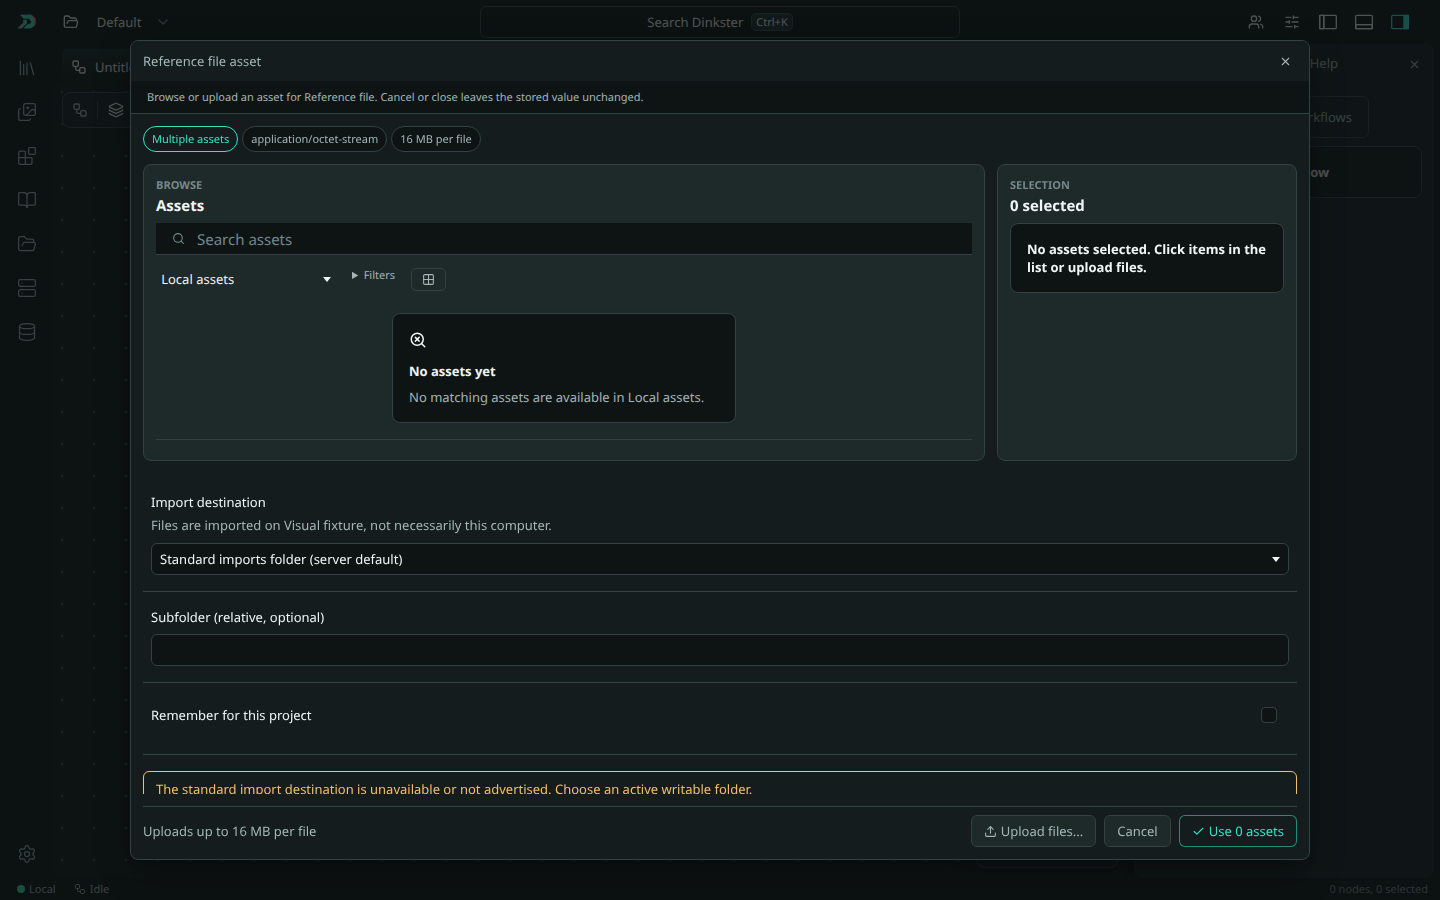 Default
Search Dinkster Ctrl+K
Reference file asset
Help
Browse or upload an asset for Reference file. Cancel or close leaves the stored value unchanged.
Multiple assets
application/octet-stream
16 MB per file
BROWSE
Assets
Search assets
Local assets
Filters
No assets yet
No matching assets are available in Local assets.
SELECTION
0 selected
No assets selected. Click items in the
list or upload files.
Import destination
Files are imported on Visual fixture, not necessarily this computer.
Standard imports folder (server default)
Subfolder (relative, optional)
Remember for this project
The standard import destination is unavailable or not advertised. Choose an active writable folder.
Uploads up to 16 MB per file
Upload files...
Cancel
Use 0 assets
Local
Idle
0 nodes, 0 selected